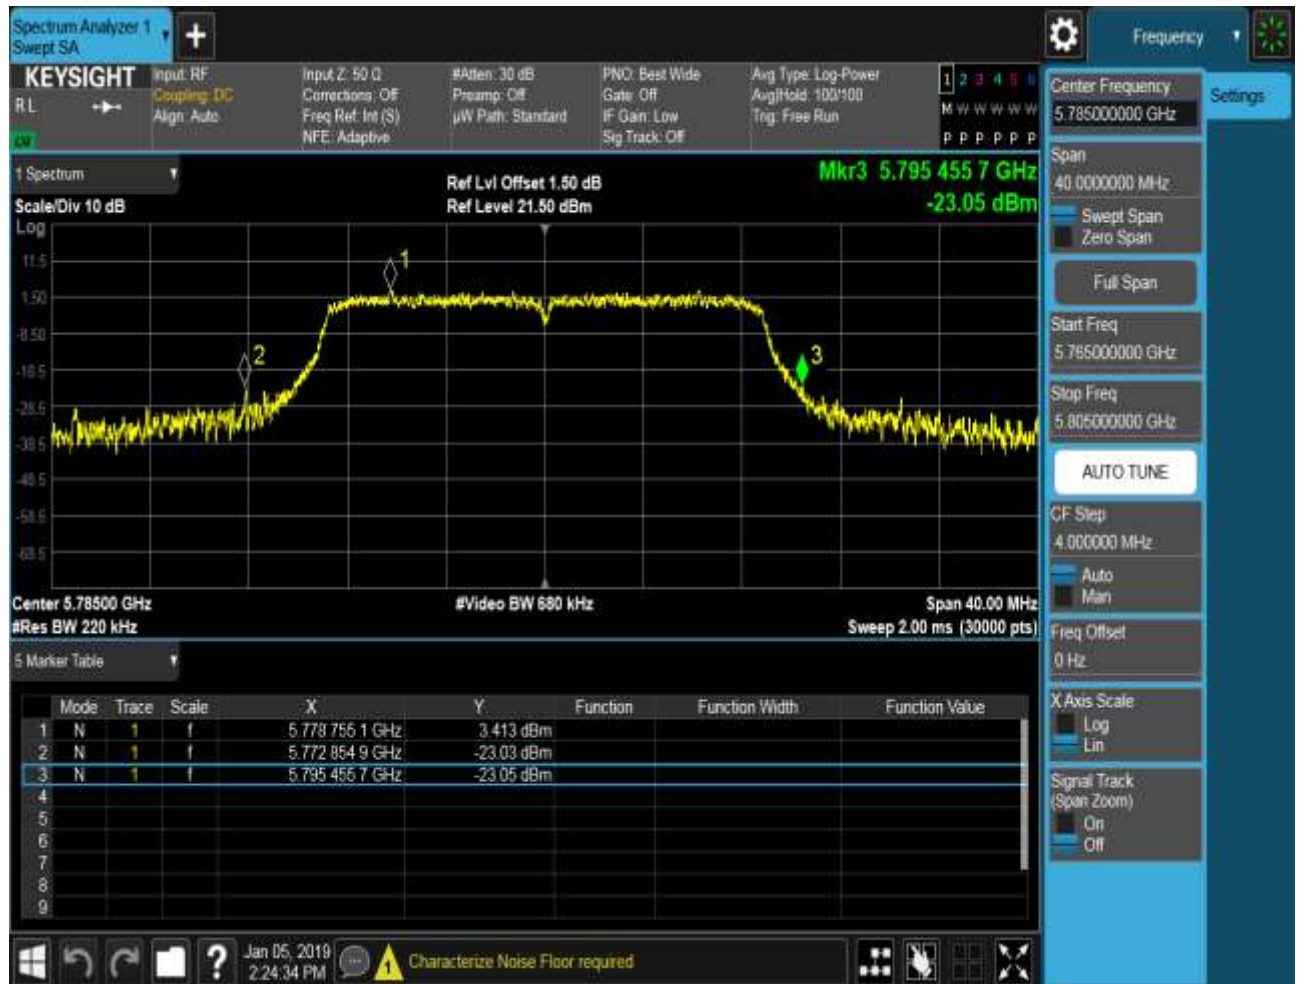 Spectrum Analyzer 1
Swept SA
+
Frequency
KEYSIGHT
RL
Input: RF
Coupling: DC
Align: Auto
Input Z: 50 Ω
Corrections: Off
Freq Ref: Int (S)
NFE: Adaptive
#Atten: 30 dB
Preamp: Off
µW Path: Standard
PNO: Best Wide
Gate: Off
IF Gain: Low
Sig Track: Off
Avg Type: Log-Power
Avg|Hold: 100/100
Trig: Free Run
1 2 3 4 5 6
M W W W W W
P P P P P P
1 Spectrum
Scale/Div 10 dB
Ref Lvl Offset 1.50 dB
Ref Level 21.50 dBm
Mkr3 5.795 455 7 GHz
-23.05 dBm
Log
11.5
1.50
-8.50
-18.5
-28.5
-38.5
-48.5
-58.5
-68.5
1
2
3
Center 5.78500 GHz
#Res BW 220 kHz
#Video BW 680 kHz
Span 40.00 MHz
Sweep 2.00 ms (30000 pts)
5 Marker Table
Mode Trace Scale X Y Function Function Width Function Value
1 N 1 f 5.778 755 1 GHz 3.413 dBm
2 N 1 f 5.772 854 9 GHz -23.03 dBm
3 N 1 f 5.795 455 7 GHz -23.05 dBm
4
5
6
7
8
9
Center Frequency
5.785000000 GHz
Settings
Span
40.0000000 MHz
Swept Span
Zero Span
Full Span
Start Freq
5.765000000 GHz
Stop Freq
5.805000000 GHz
AUTO TUNE
CF Step
4.000000 MHz
Auto
Man
Freq Offset
0 Hz
X Axis Scale
Log
Lin
Signal Track
(Span Zoom)
On
Off
?
Jan 05, 2019
2:24:34 PM
1
Characterize Noise Floor required